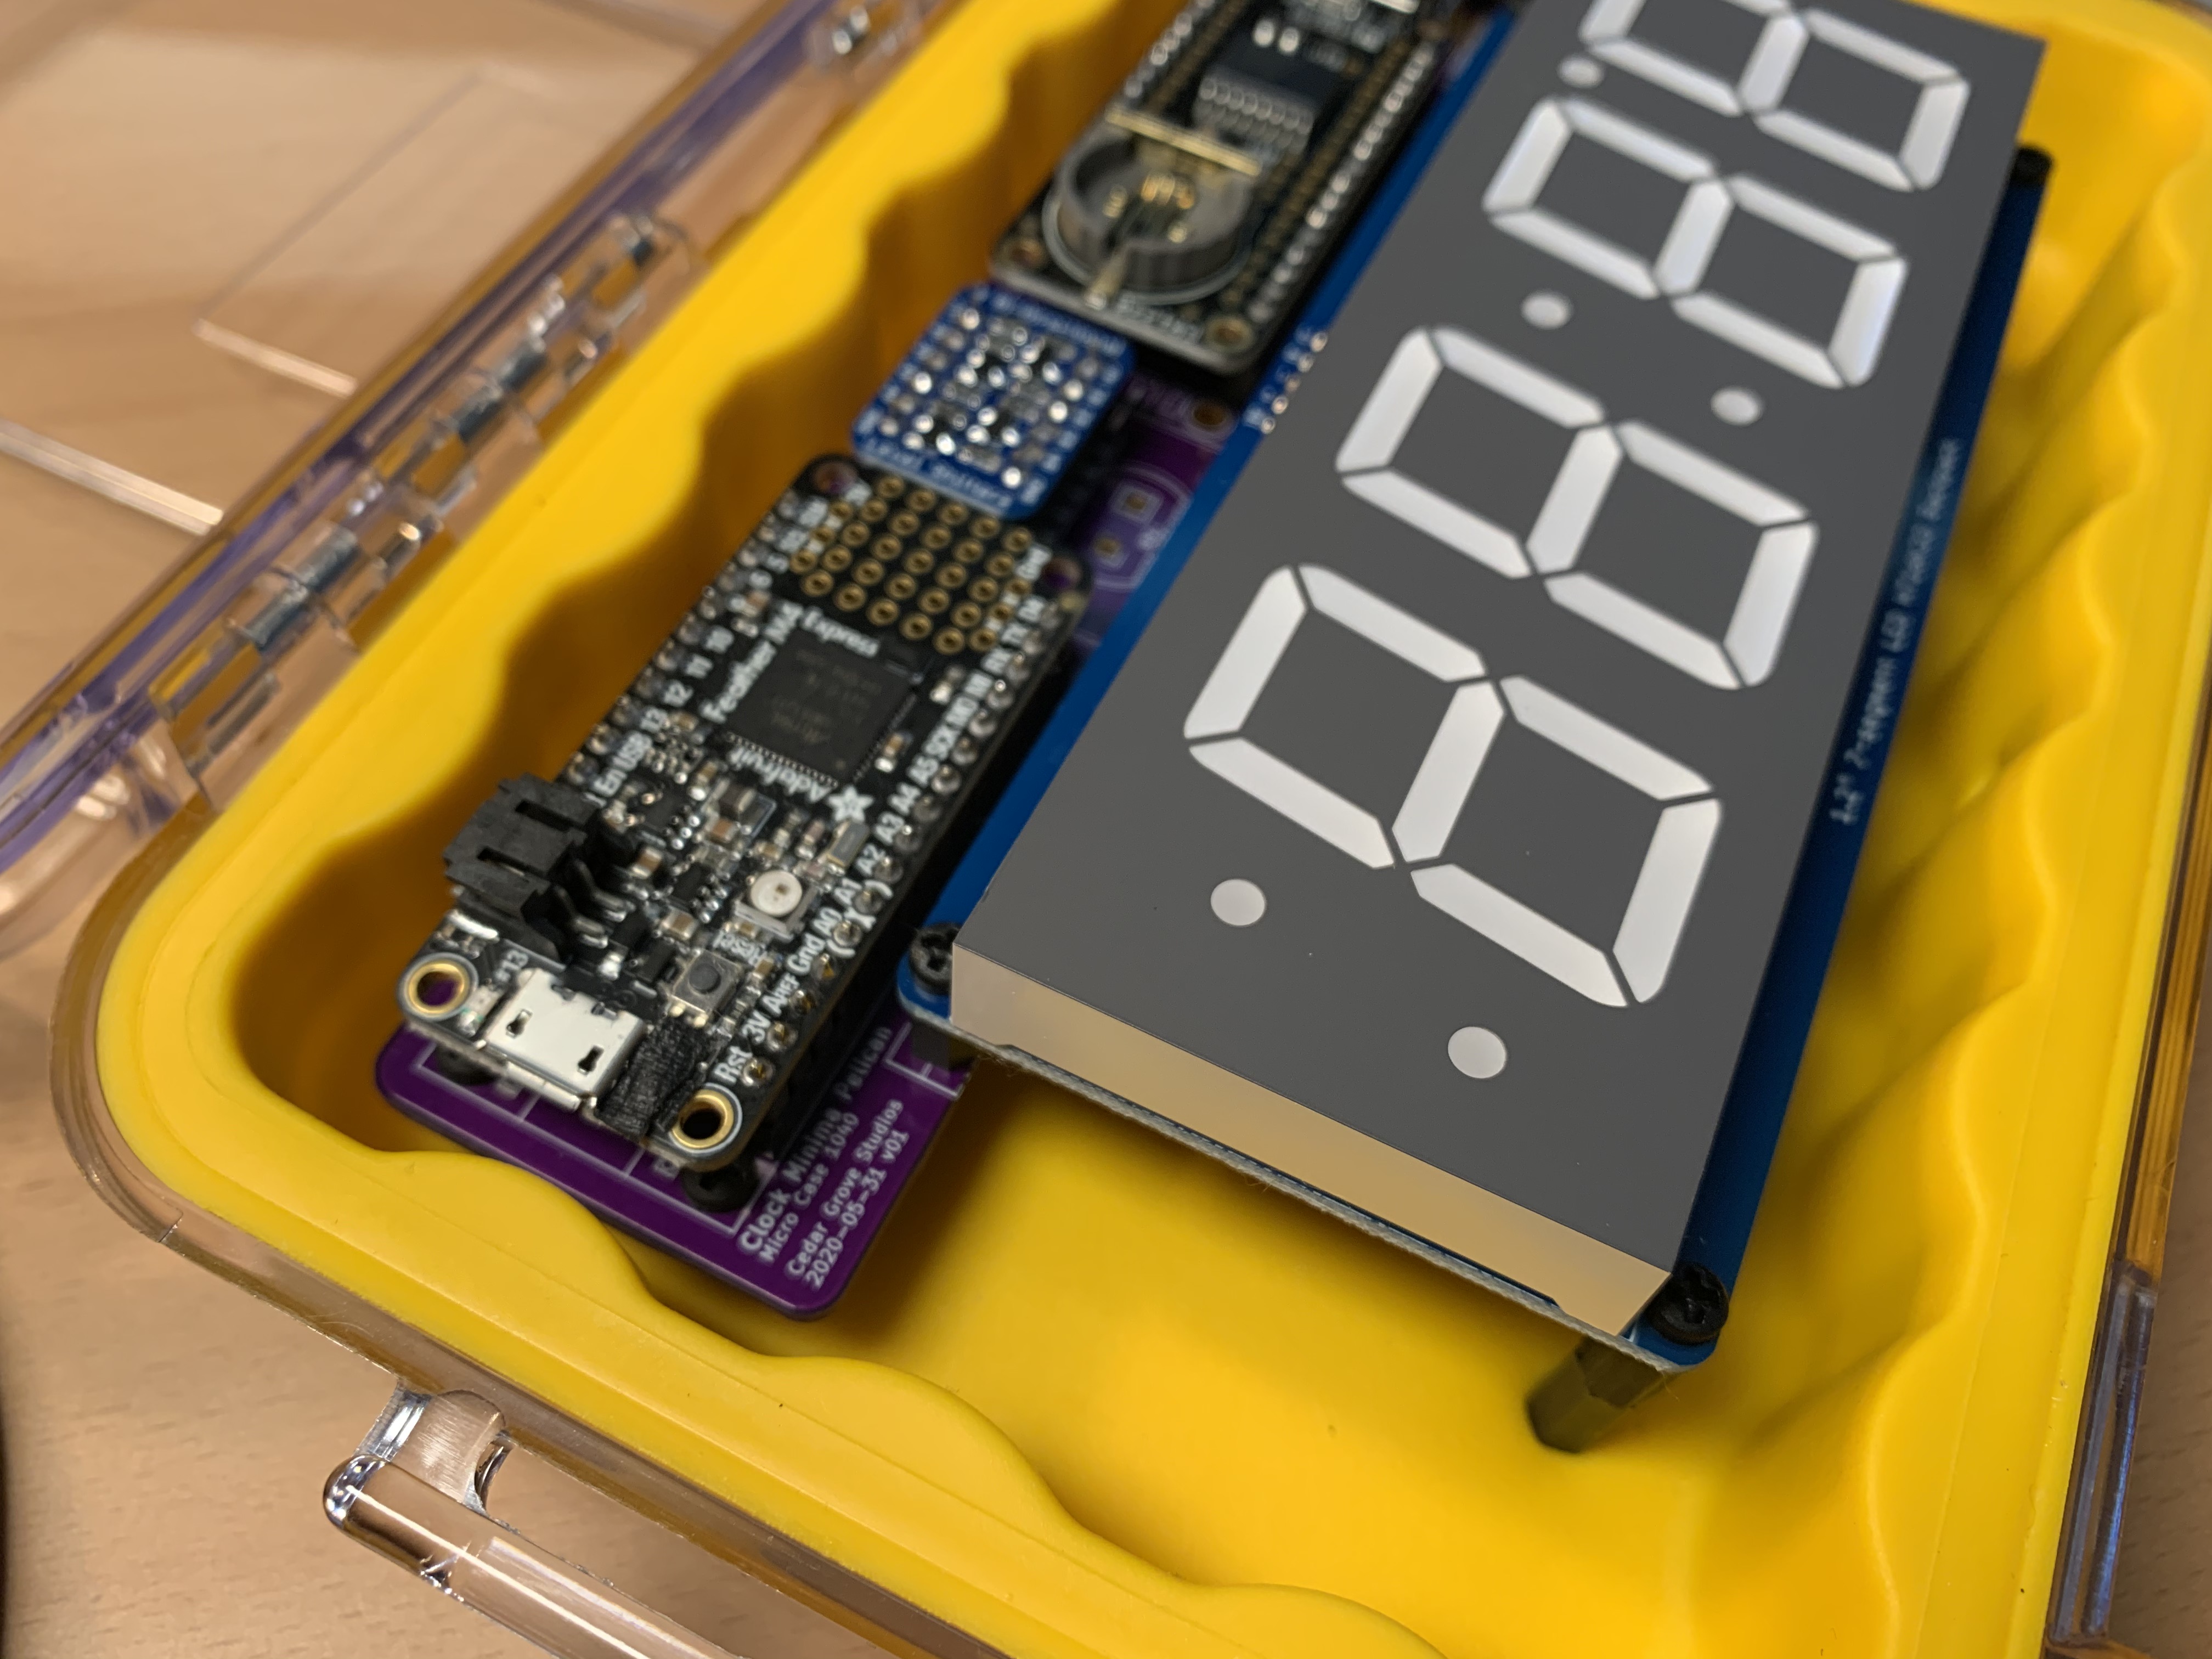 #13
En USB 13 12 11 10 9 6 5 SCL SDA
Feather M4
Express
Adafruit
Reset
Rst 3V Aref Gnd A0 A1 A2 A3 A4 A5 SCK MO MI RX TX D4
Gnd
Clock Minimo Pelican
Micro Case 1040
Cedar Grove Studios
2020-05-31 v01
1.2" 7-segment LED HT16K33 Backpack